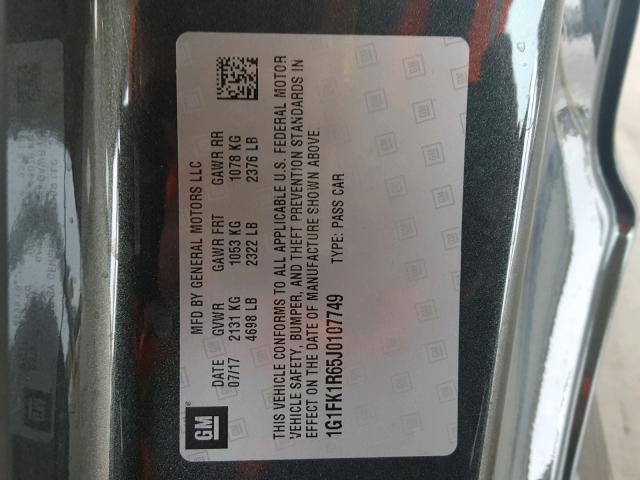 GM
MFD BY GENERAL MOTORS LLC
DATE GVWR GAWR FRT GAWR RR
07/17 2131 KG 1053 KG 1078 KG
4698 LB 2322 LB 2376 LB
THIS VEHICLE CONFORMS TO ALL APPLICABLE U.S. FEDERAL MOTOR
VEHICLE SAFETY, BUMPER, AND THEFT PREVENTION STANDARDS IN
EFFECT ON THE DATE OF MANUFACTURE SHOWN ABOVE.
1G1FK1R65J0107749 TYPE: PASS CAR